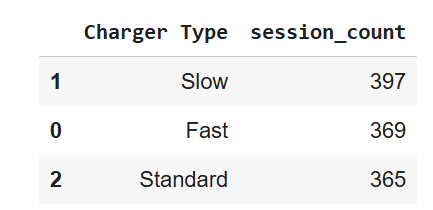 Charger Type session_count
1 Slow 397
0 Fast 369
2 Standard 365